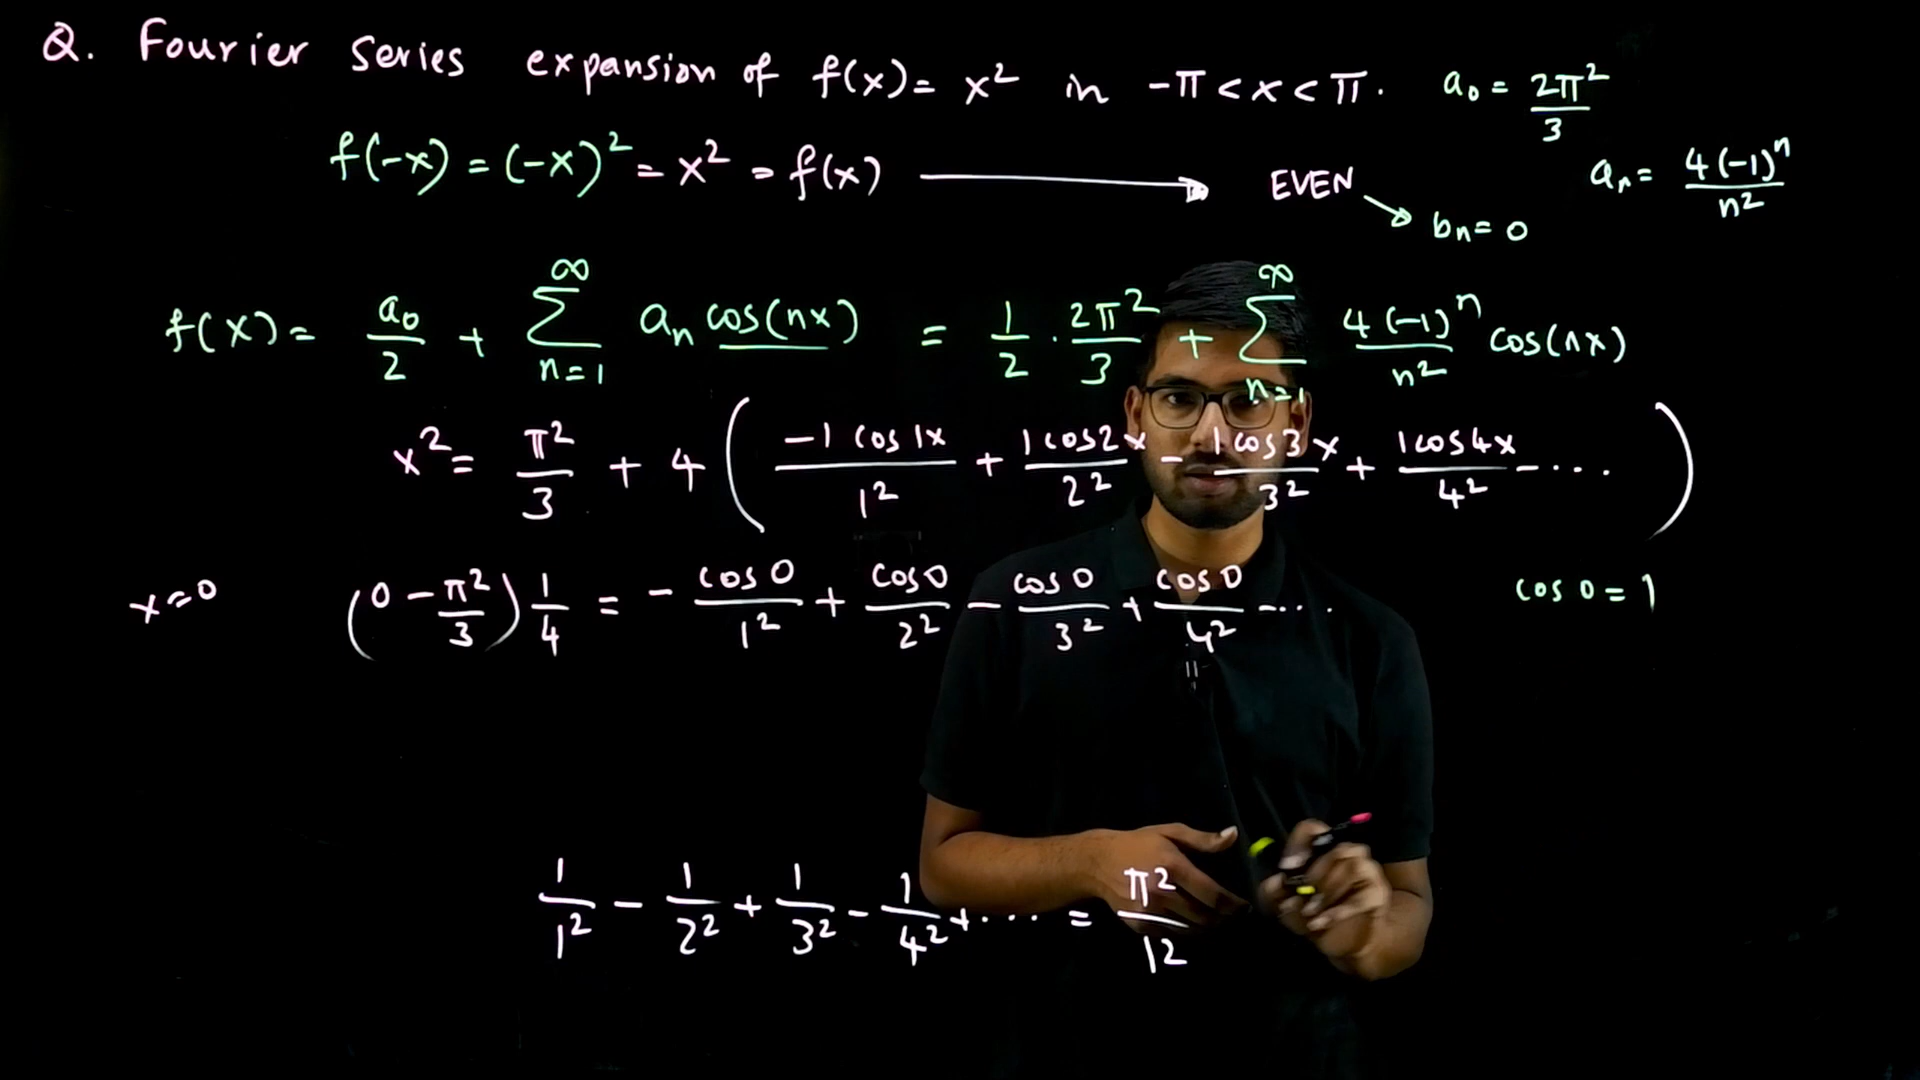 Q. Fourier series expansion of f(x) = x² in -π < x < π. a₀ = 2π²/3
f(-x) = (-x)² = x² = f(x) → EVEN aₙ = 4(-1)ⁿ/n²
↘ bₙ = 0
f(x) = a₀/2 + ∞Σn=1 aₙ cos(nx) = 1/2 · 2π²/3 + ∞Σn=1 4(-1)ⁿ/n² cos(nx)
x² = π²/3 + 4 ( -1 cos 1x/1² + 1 cos 2x/2² - 1 cos 3x/3² + 1 cos 4x/4² - ···· )
x = 0 (0 - π²/3) 1/4 = - cos 0/1² + cos 0/2² - cos 0/3² + cos 0/4² - ···· cos 0 = 1
1/1² - 1/2² + 1/3² - 1/4² + ···· = π²/12